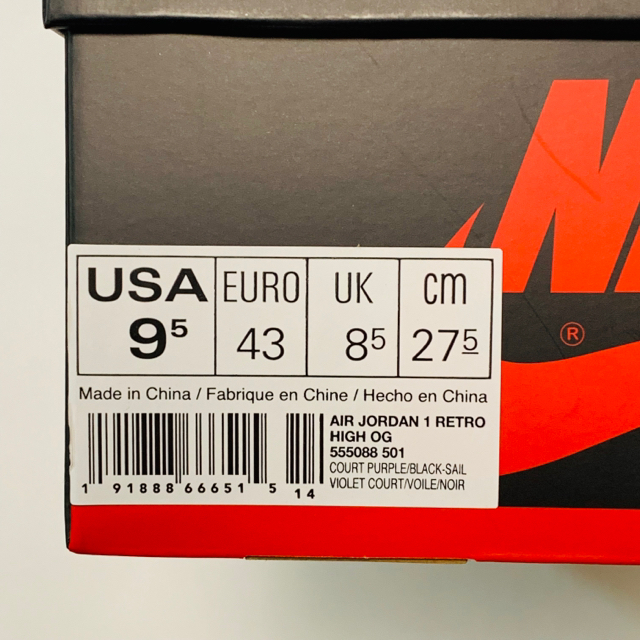 USA EURO UK cm
9⁵ 43 8⁵ 27⁵
Made in China / Fabrique en Chine / Hecho en China
AIR JORDAN 1 RETRO
HIGH OG
555088 501
COURT PURPLE/BLACK-SAIL
VIOLET COURT/VOILE/NOIR
1 91888 66651 5 14
®